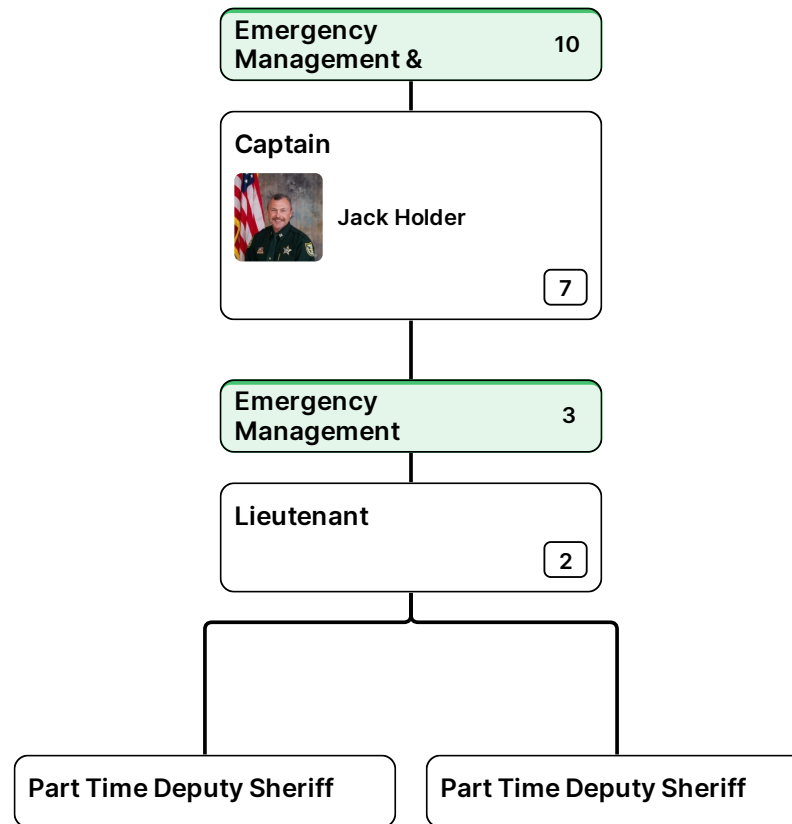 Emergency
Management & 10
Captain
Jack Holder
7
Emergency
Management 3
Lieutenant
2
Part Time Deputy Sheriff Part Time Deputy Sheriff